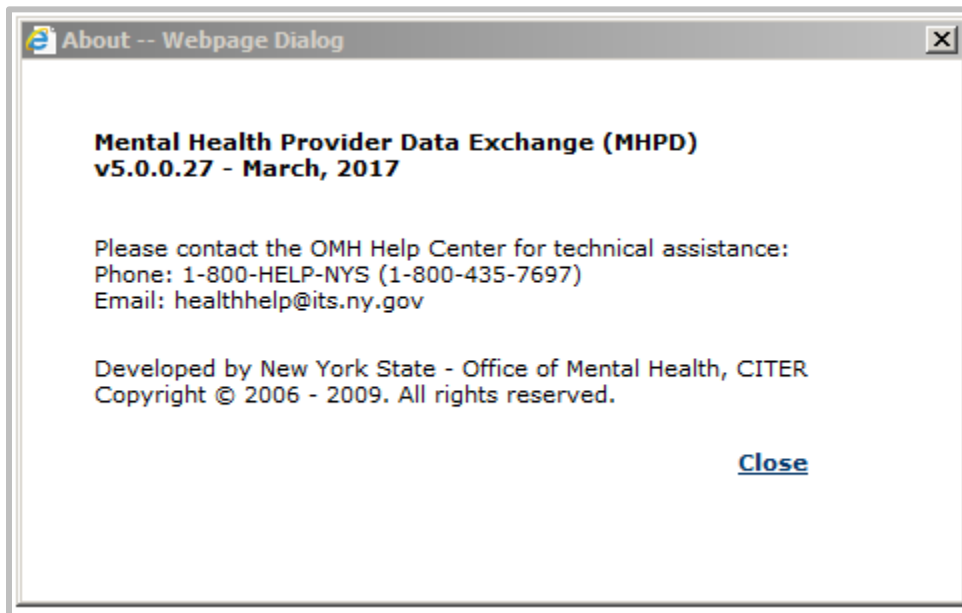 About -- Webpage Dialog
Mental Health Provider Data Exchange (MHPD)
v5.0.0.27 - March, 2017
Please contact the OMH Help Center for technical assistance:
Phone: 1-800-HELP-NYS (1-800-435-7697)
Email: healthhelp@its.ny.gov
Developed by New York State - Office of Mental Health, CITER
Copyright © 2006 - 2009. All rights reserved.
Close